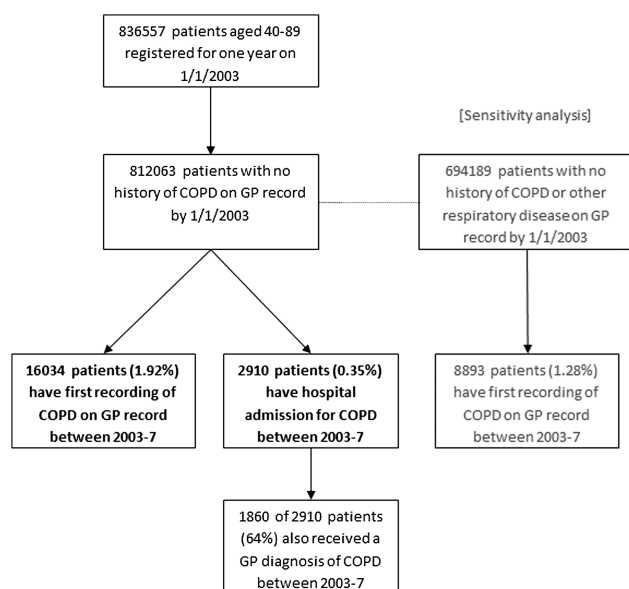 836557 patients aged 40-89
registered for one year on
1/1/2003
[Sensitivity analysis]
812063 patients with no
history of COPD on GP record
by 1/1/2003
694189 patients with no
history of COPD or other
respiratory disease on GP
record by 1/1/2003
16034 patients (1.92%)
have first recording of
COPD on GP record
between 2003-7
2910 patients (0.35%)
have hospital
admission for COPD
between 2003-7
8893 patients (1.28%)
have first recording of
COPD on GP record
between 2003-7
1860 of 2910 patients
(64%) also received a
GP diagnosis of COPD
between 2003-7